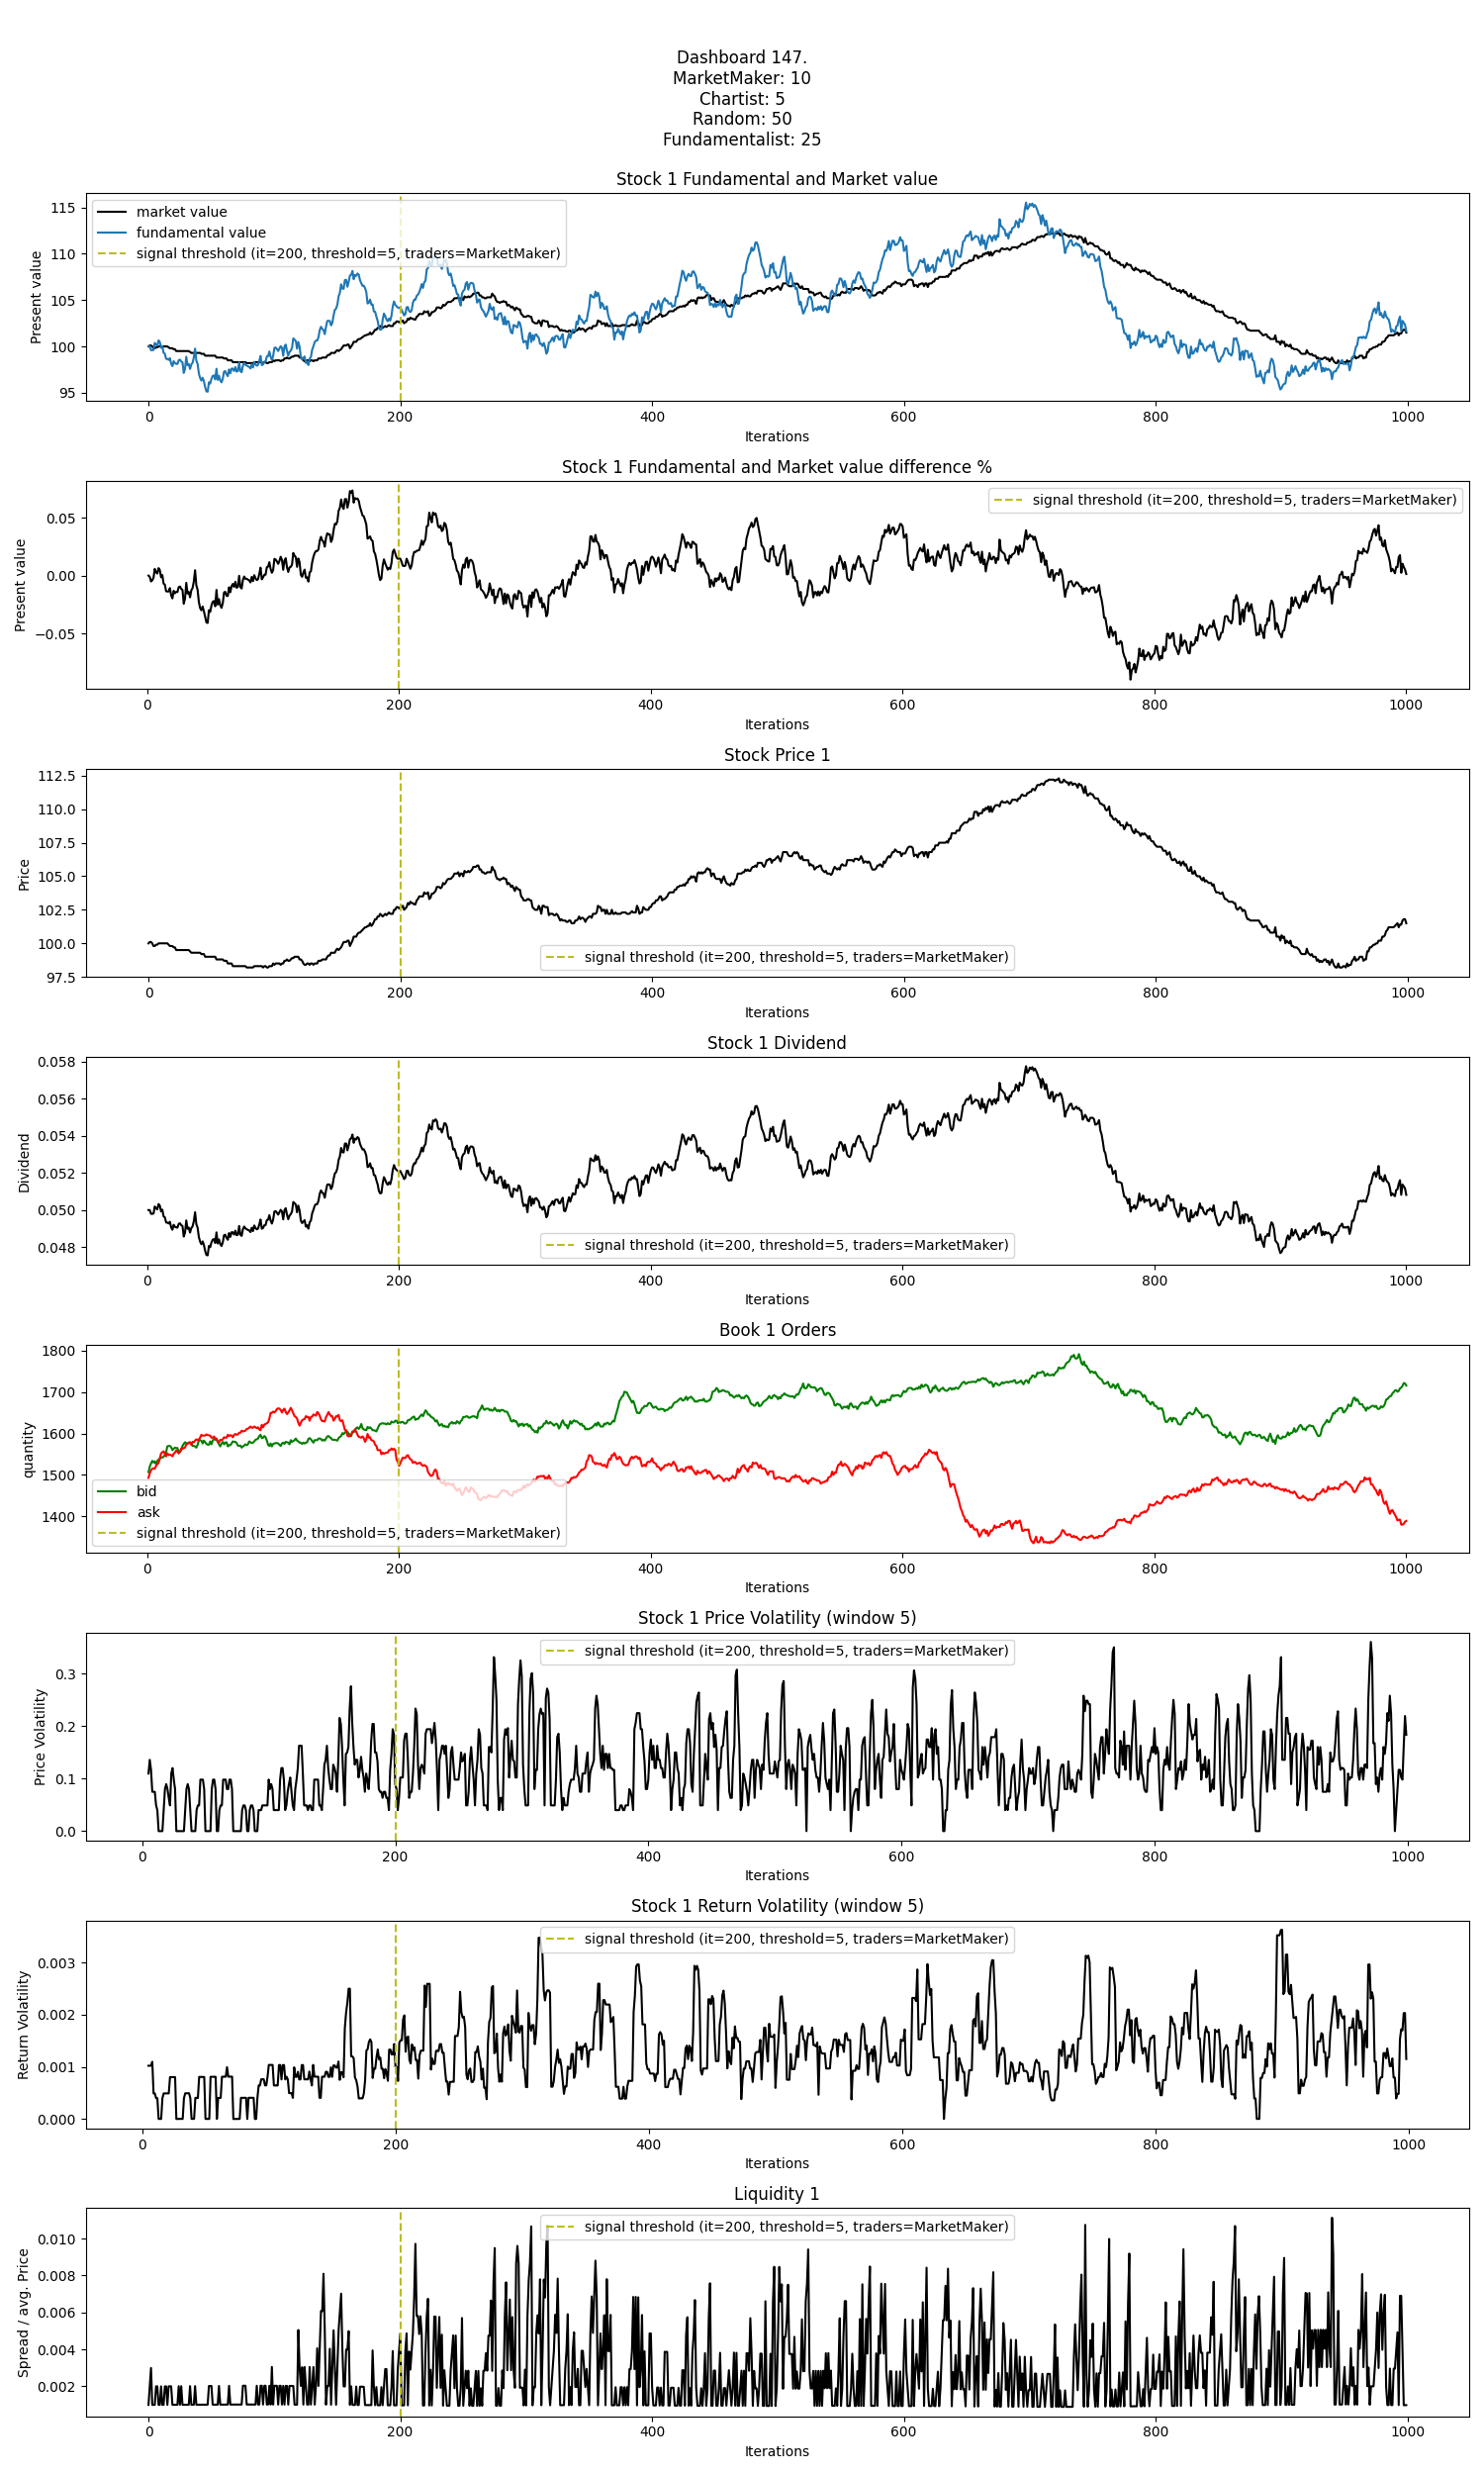 Dashboard 147.
MarketMaker: 10
Chartist: 5
Random: 50
Fundamentalist: 25
Stock 1 Fundamental and Market value
market value
fundamental value
signal threshold (it=200, threshold=5, traders=MarketMaker)
Present value
115
110
105
100
95
0 200 400 600 800 1000
Iterations
Stock 1 Fundamental and Market value difference %
signal threshold (it=200, threshold=5, traders=MarketMaker)
Present value
0.05
0.00
−0.05
0 200 400 600 800 1000
Iterations
Stock Price 1
Price
112.5
110.0
107.5
105.0
102.5
100.0
97.5
signal threshold (it=200, threshold=5, traders=MarketMaker)
0 200 400 600 800 1000
Iterations
Stock 1 Dividend
Dividend
0.058
0.056
0.054
0.052
0.050
0.048
signal threshold (it=200, threshold=5, traders=MarketMaker)
0 200 400 600 800 1000
Iterations
Book 1 Orders
quantity
1800
1700
1600
1500
1400
bid
ask
signal threshold (it=200, threshold=5, traders=MarketMaker)
0 200 400 600 800 1000
Iterations
Stock 1 Price Volatility (window 5)
signal threshold (it=200, threshold=5, traders=MarketMaker)
Price Volatility
0.3
0.2
0.1
0.0
0 200 400 600 800 1000
Iterations
Stock 1 Return Volatility (window 5)
signal threshold (it=200, threshold=5, traders=MarketMaker)
Return Volatility
0.003
0.002
0.001
0.000
0 200 400 600 800 1000
Iterations
Liquidity 1
signal threshold (it=200, threshold=5, traders=MarketMaker)
Spread / avg. Price
0.010
0.008
0.006
0.004
0.002
0 200 400 600 800 1000
Iterations